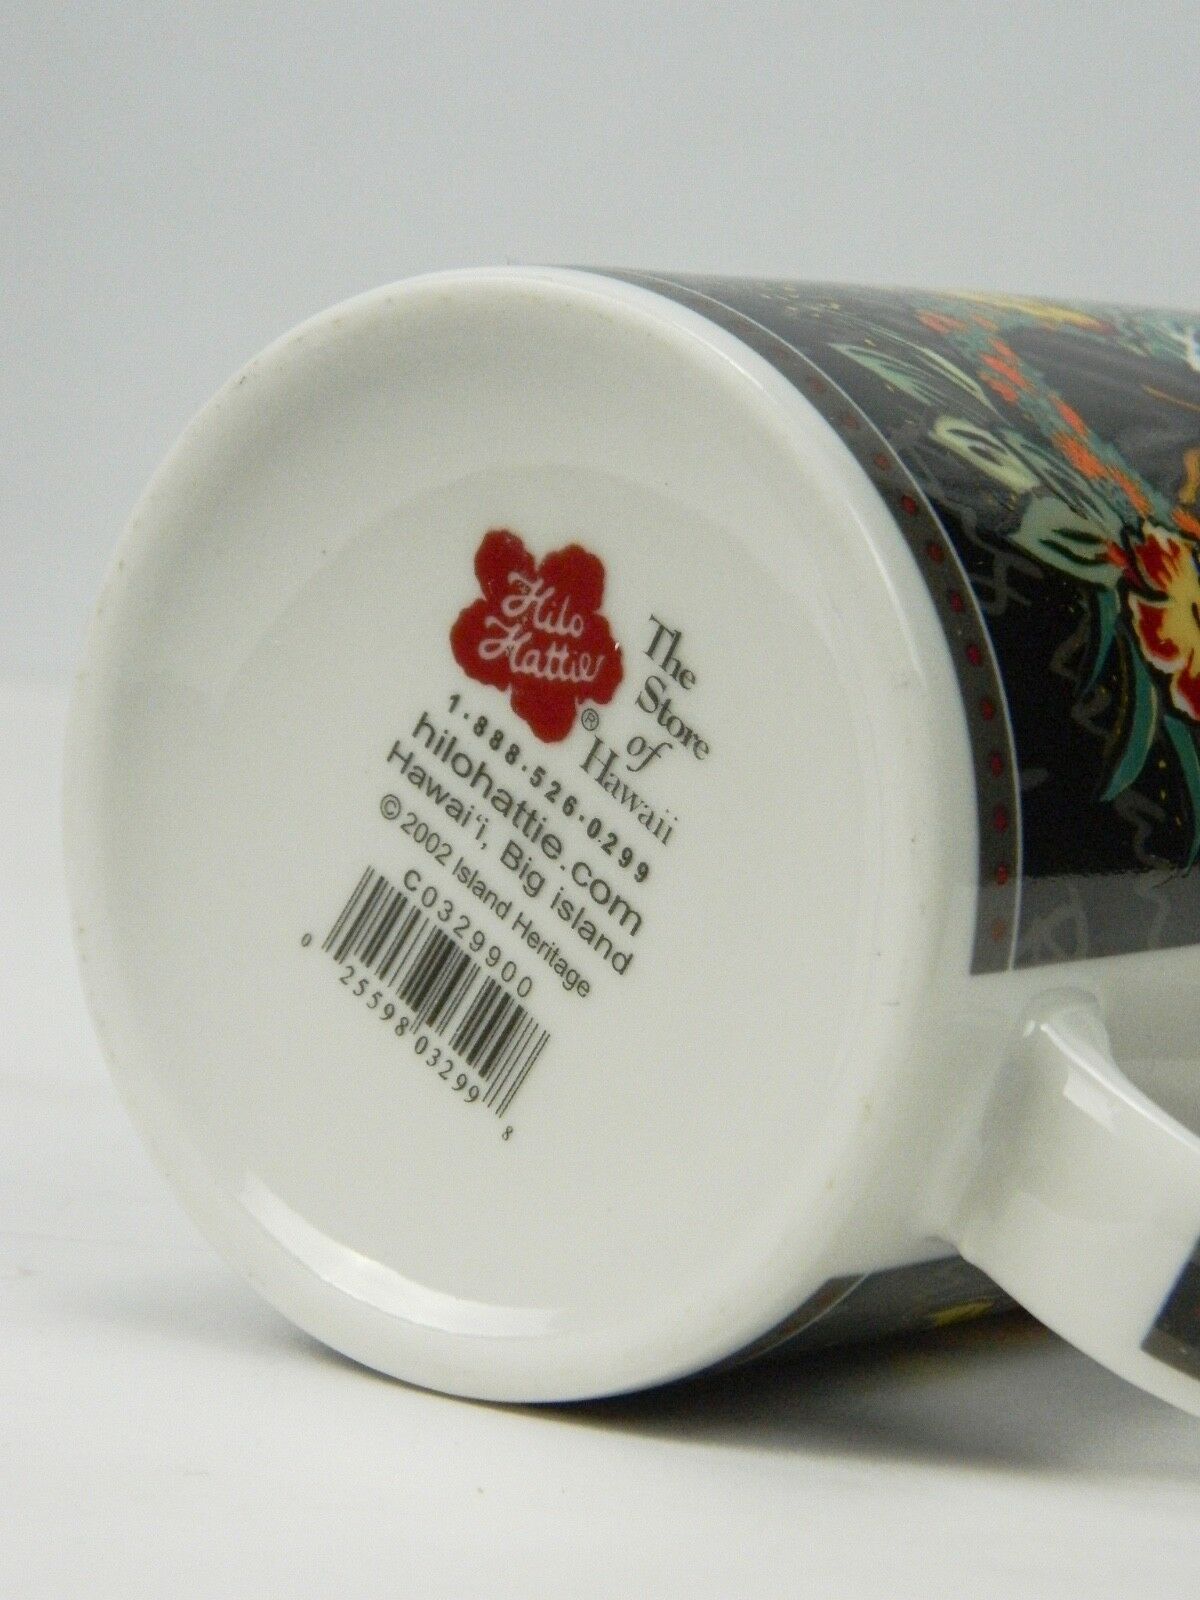 Hilo
Hattie®
The
Store
of
Hawaii
1.888.526.0299
hilohattie.com
Hawai‘i, Big island
© 2002 Island Heritage
C0329900
0 25598 03299 8